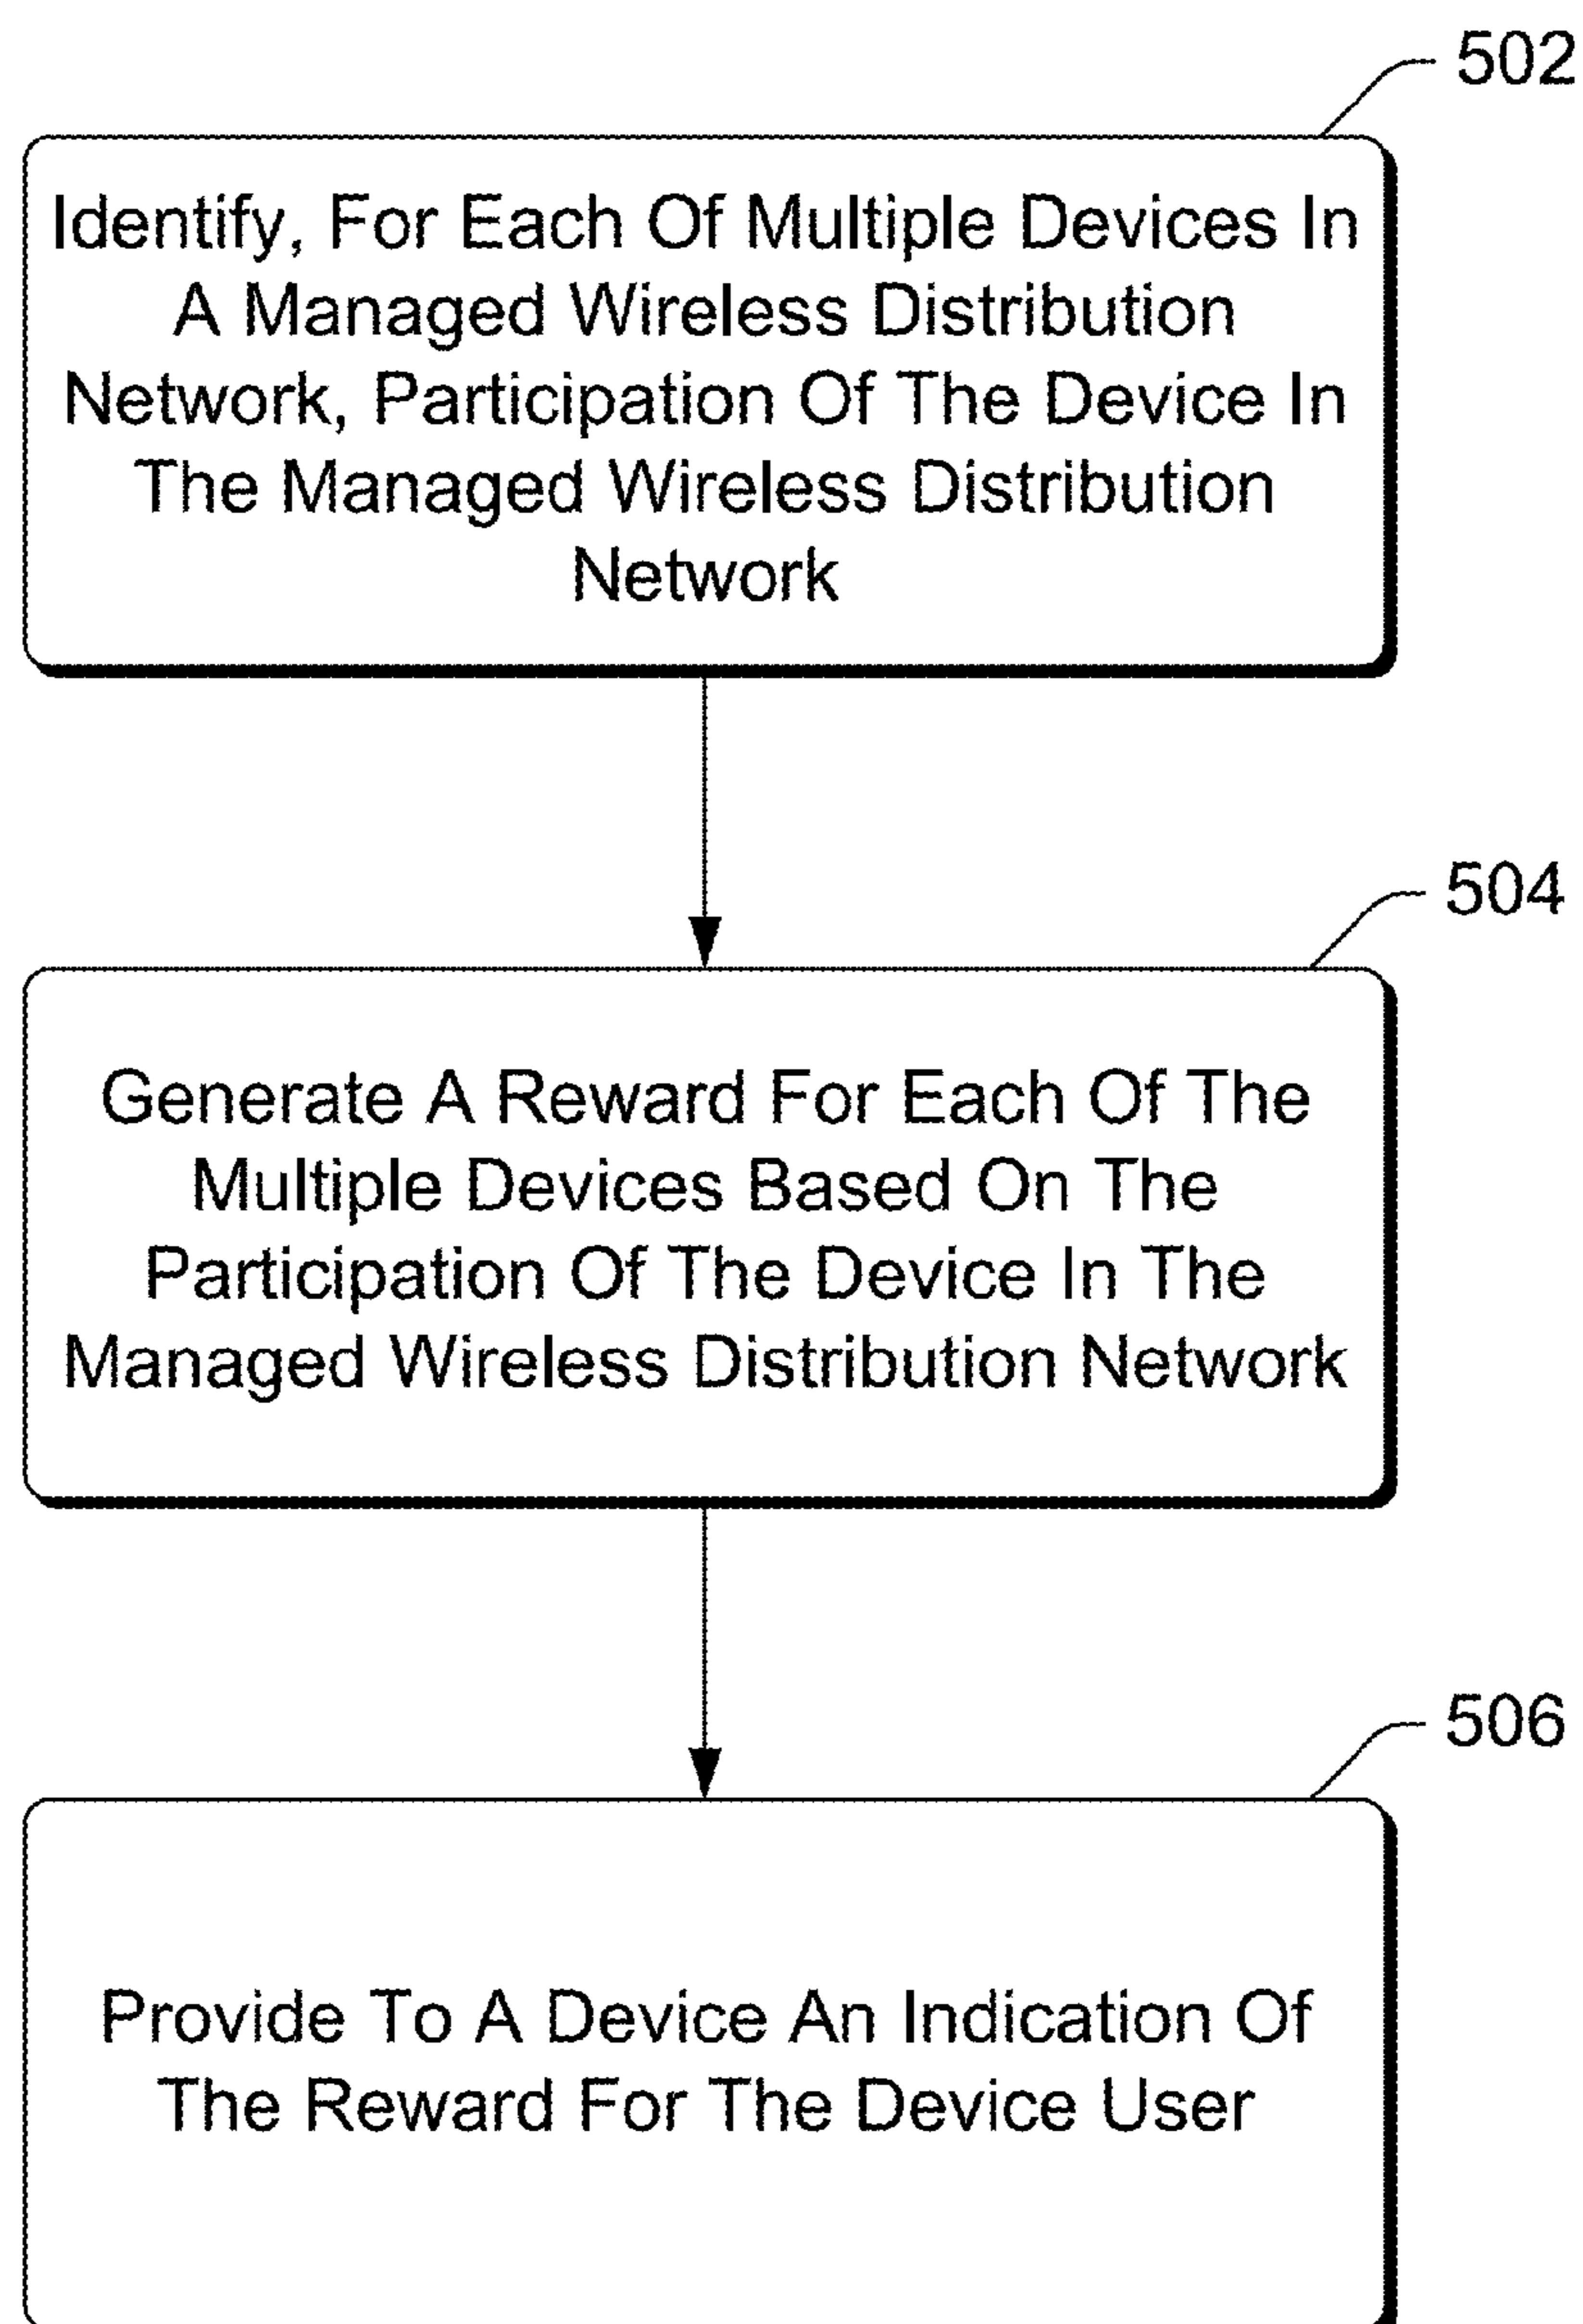 502
Identify, For Each Of Multiple Devices In
A Managed Wireless Distribution
Network, Participation Of The Device In
The Managed Wireless Distribution
Network
504
Generate A Reward For Each Of The
Multiple Devices Based On The
Participation Of The Device In The
Managed Wireless Distribution Network
506
Provide To A Device An Indication Of
The Reward For The Device User